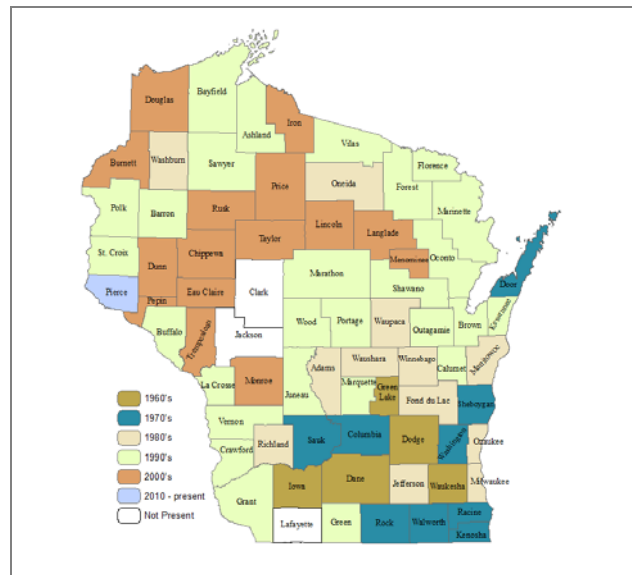 Bayfield
Douglas
Iron
Ashland
Vilas
Burnett
Washburn
Sawyer
Florence
Oneida
Forest
Price
Polk
Barron
Rusk
Marinette
Lincoln
Langlade
Taylor
St. Croix
Dunn
Chippewa
Menominee
Oconto
Marathon
Shawano
Door
Pierce
Pepin
Eau Claire
Clark
Buffalo
Trempealeau
Jackson
Wood
Portage
Waupaca
Outagamie
Brown
Kewaunee
Adams
Waushara
Winnebago
Calumet
Manitowoc
La Crosse
Monroe
Juneau
Marquette
Green
Lake
Fond du Lac
Sheboygan
1960's
1970's
1980's
1990's
2000's
2010 - present
Not Present
Vernon
Crawford
Richland
Sauk
Columbia
Dodge
Washington
Ozaukee
Grant
Iowa
Dane
Jefferson
Waukesha
Milwaukee
Lafayette
Green
Rock
Walworth
Racine
Kenosha